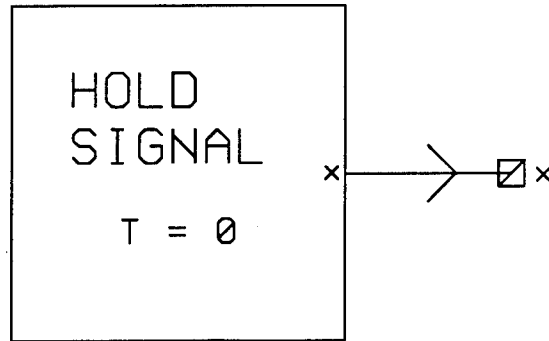 HOLD
SIGNAL
x
x
T = 0